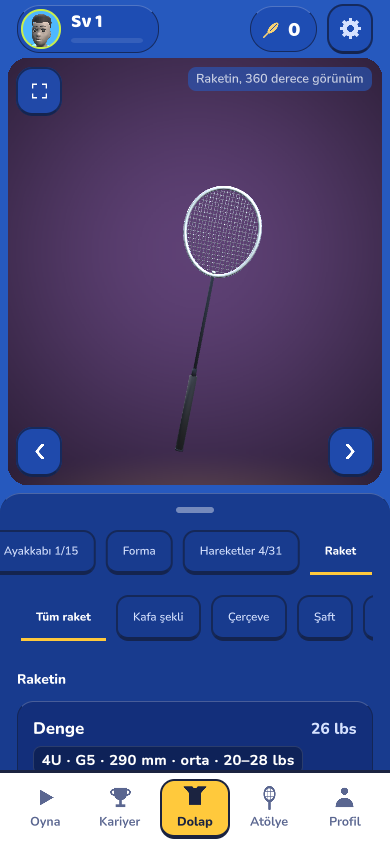 Sv 1
0
Raketin, 360 derece görünüm
Ayakkabı 1/15
Forma
Hareketler 4/31
Raket
Tüm raket
Kafa şekli
Çerçeve
Şaft
Raketin
Denge
26 lbs
4U · G5 · 290 mm · orta · 20–28 lbs
Oyna
Kariyer
Dolap
Atölye
Profil